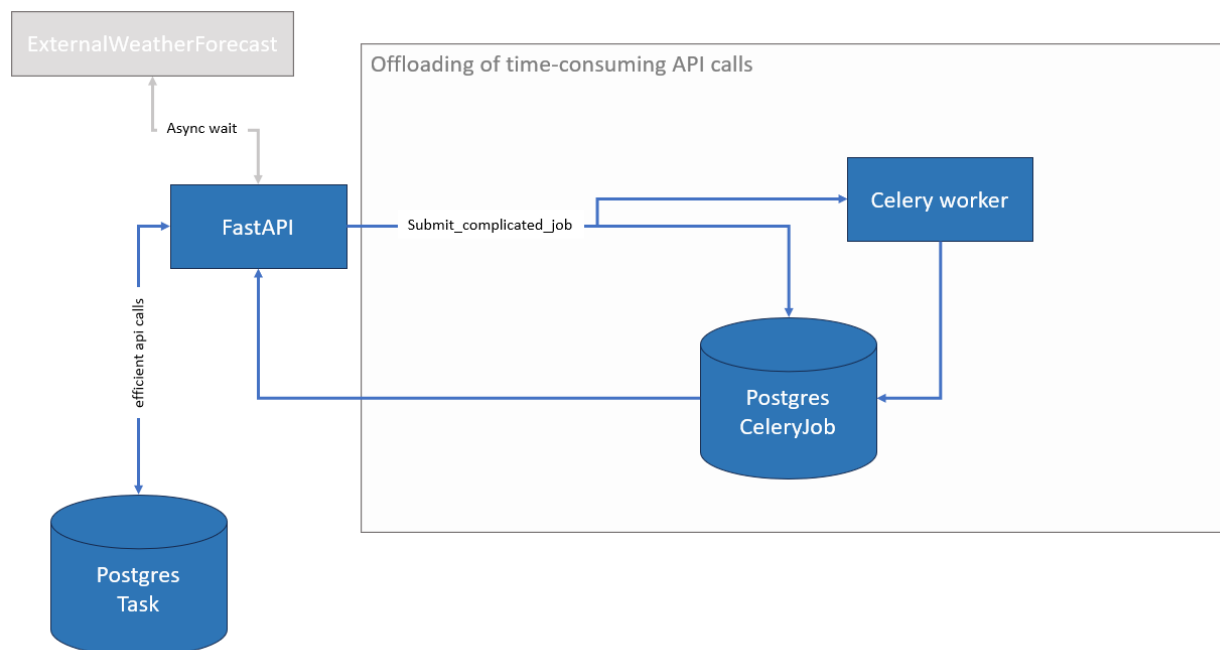 ExternalWeatherForecast
Offloading of time-consuming API calls
Async wait
Celery worker
FastAPI
Submit_complicated_job
efficient api calls
Postgres
CeleryJob
Postgres
Task